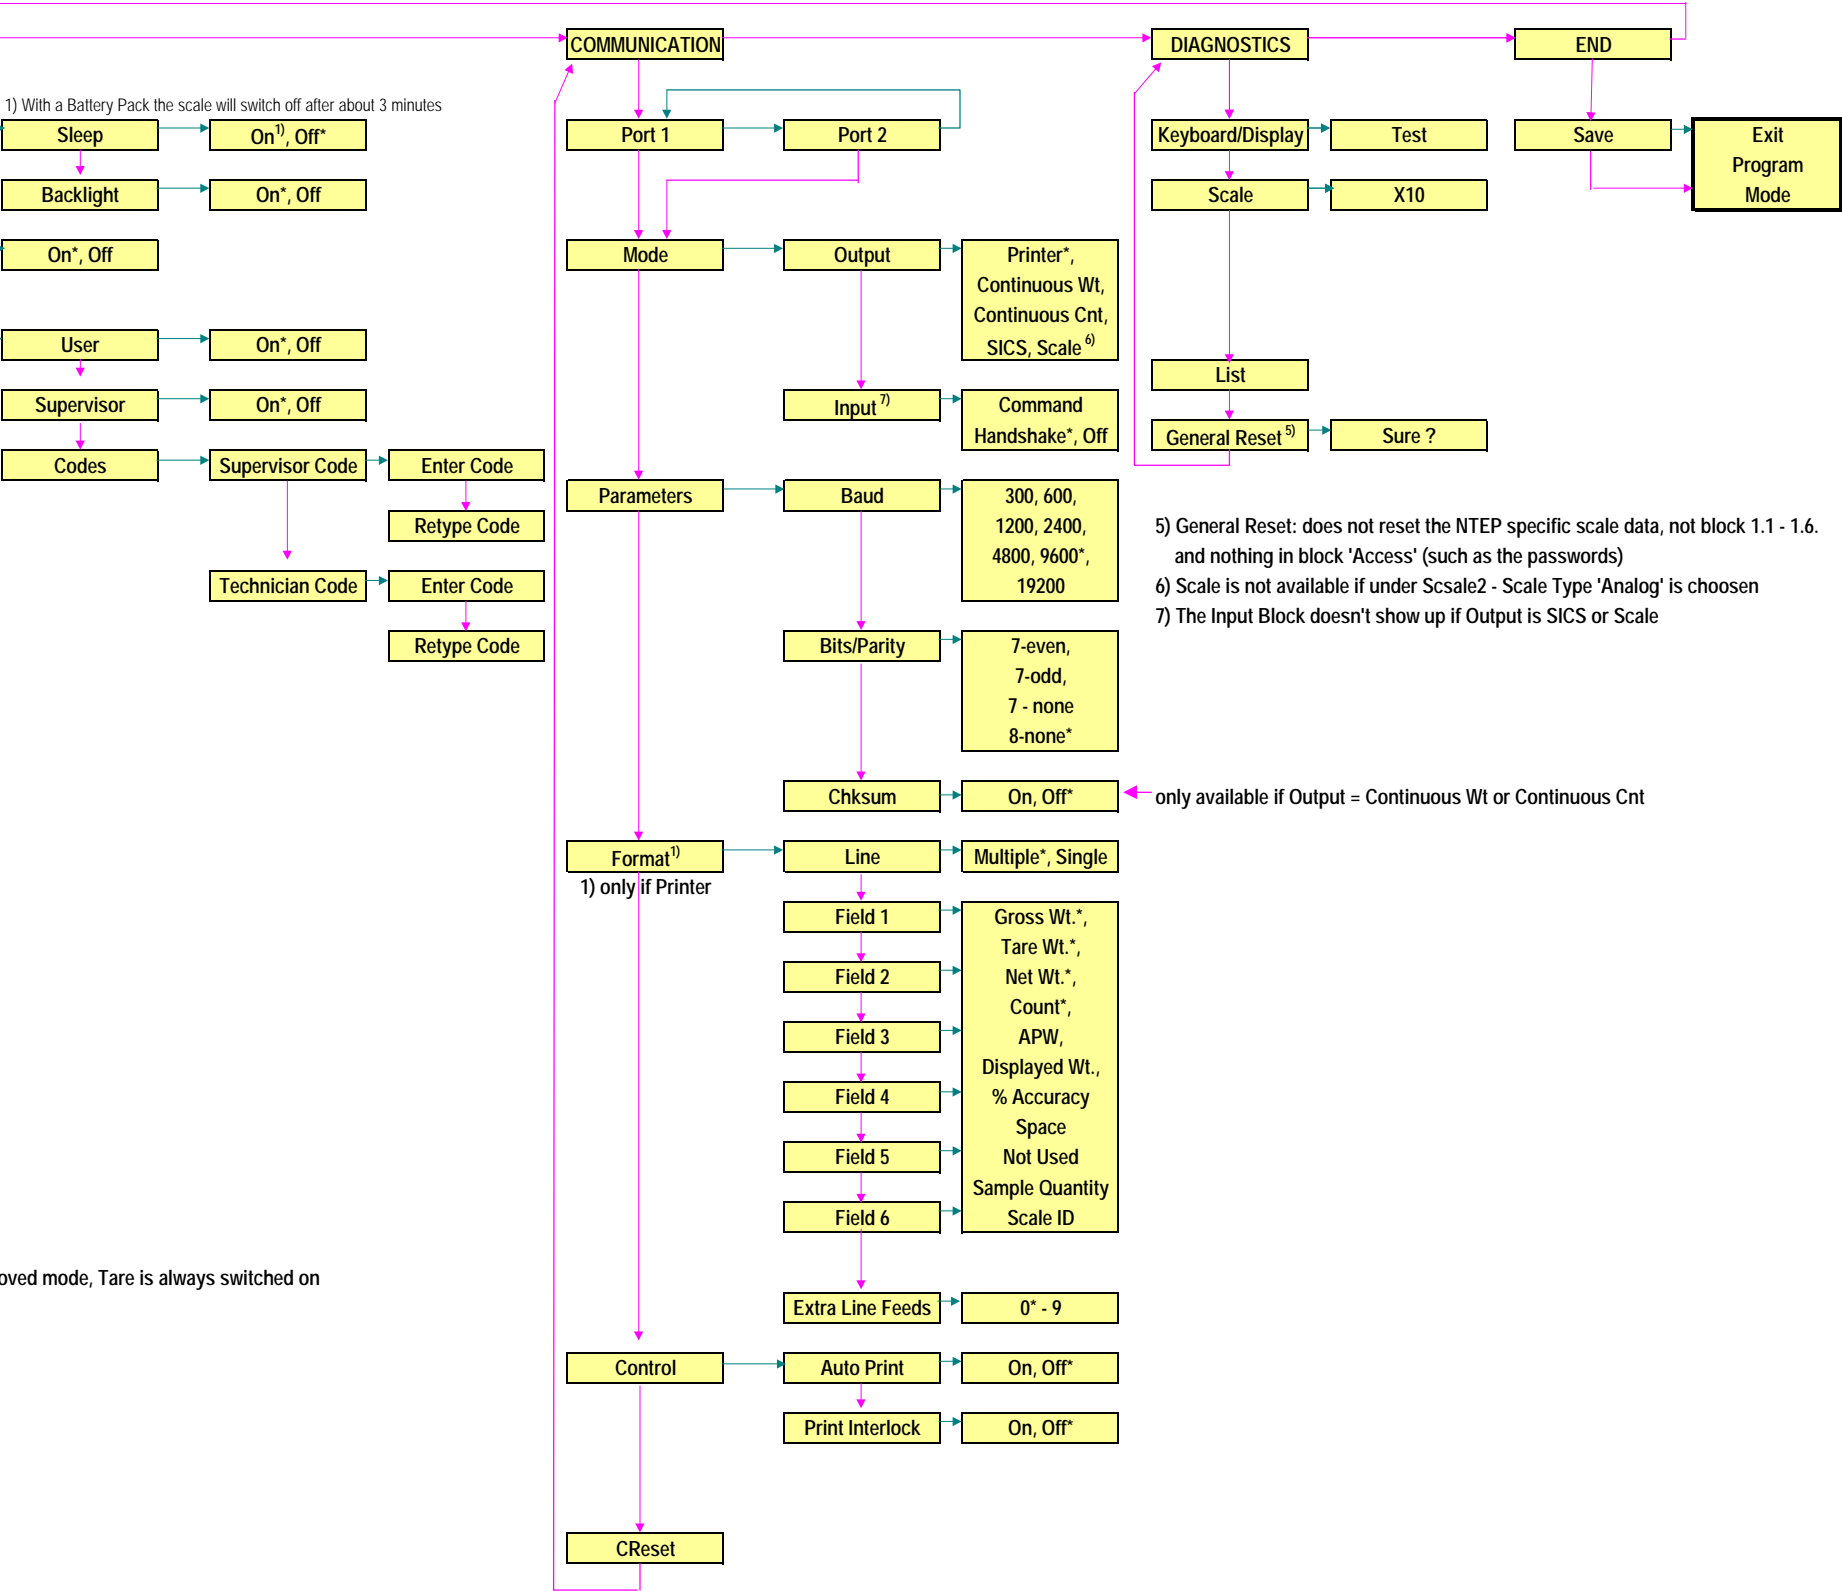 COMMUNICATION
DIAGNOSTICS
END
1) With a Battery Pack the scale will switch off after about 3 minutes
Sleep
On1), Off*
Backlight
On*, Off
On*, Off
User
On*, Off
Supervisor
On*, Off
Codes
Supervisor Code
Enter Code
Retype Code
Technician Code
Enter Code
Retype Code
oved mode, Tare is always switched on
Port 1
Port 2
Mode
Output
Printer*,
Continuous Wt,
Continuous Cnt,
SICS, Scale 6)
Input 7)
Command
Handshake*, Off
Parameters
Baud
300, 600,
1200, 2400,
4800, 9600*,
19200
Bits/Parity
7-even,
7-odd,
7 - none
8-none*
Chksum
On, Off*
only available if Output = Continuous Wt or Continuous Cnt
Format1)
1) only if Printer
Line
Multiple*, Single
Field 1
Field 2
Field 3
Field 4
Field 5
Field 6
Gross Wt.*,
Tare Wt.*,
Net Wt.*,
Count*,
APW,
Displayed Wt.,
% Accuracy
Space
Not Used
Sample Quantity
Scale ID
Extra Line Feeds
0* - 9
Control
Auto Print
On, Off*
Print Interlock
On, Off*
CReset
Keyboard/Display
Test
Scale
X10
List
General Reset 5)
Sure ?
5) General Reset: does not reset the NTEP specific scale data, not block 1.1 - 1.6.
and nothing in block 'Access' (such as the passwords)
6) Scale is not available if under Scsale2 - Scale Type 'Analog' is choosen
7) The Input Block doesn't show up if Output is SICS or Scale
Save
Exit
Program
Mode